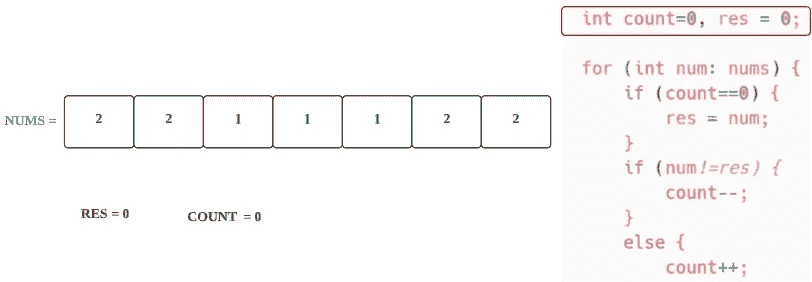 int count=0, res = 0;
for (int num: nums) {
if (count==0) {
res = num;
}
if (num!=res) {
count--;
}
else {
count++;
NUMS = 2 2 1 1 1 2 2
RES = 0 COUNT = 0